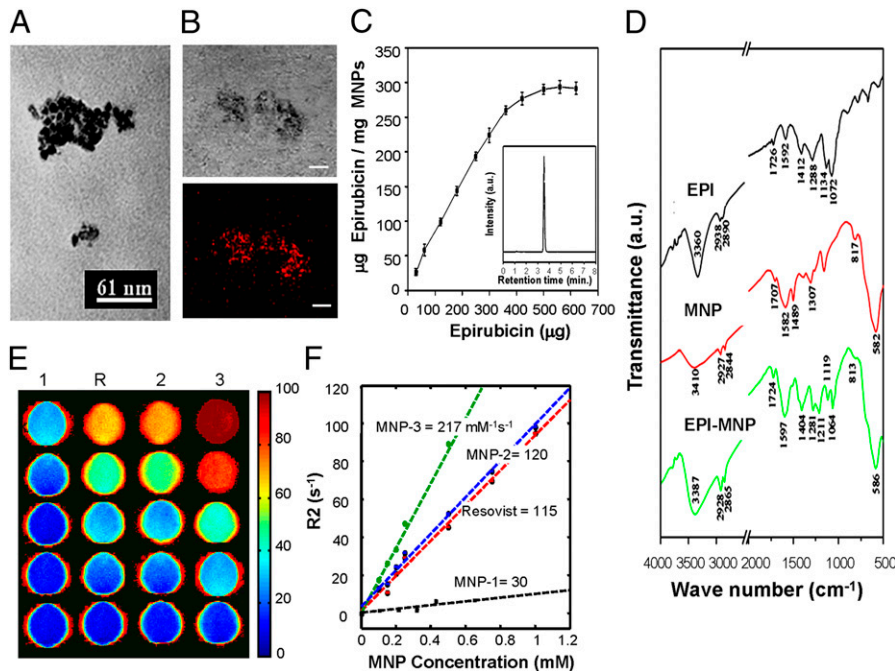 A
61 nm
B
C
µg Epirubicin / mg MNPs
350
300
250
200
150
100
50
0
0 100 200 300 400 500 600 700
Epirubicin (µg)
Intensity (a.u.)
0 1 2 3 4 5 6 7 8
Retention time (min.)
D
Transmittance (a.u.)
EPI
3360
2938
2890
1726
1592
1412
1288
1134
1072
MNP
3410
2927
2844
1707
1582
1489
1307
817
582
EPI-MNP
3387
2928
2865
1724
1597
1404
1281
1211
1119
1064
813
586
4000 3500 3000 2000 1500 1000 500
Wave number (cm⁻¹)
E
1 R 2 3
100
80
60
40
20
0
F
R2 (s⁻¹)
120
100
80
60
40
20
0
MNP-3 = 217 mM⁻¹s⁻¹
MNP-2= 120
Resovist = 115
MNP-1= 30
0 0.2 0.4 0.6 0.8 1.0 1.2
MNP Concentration (mM)